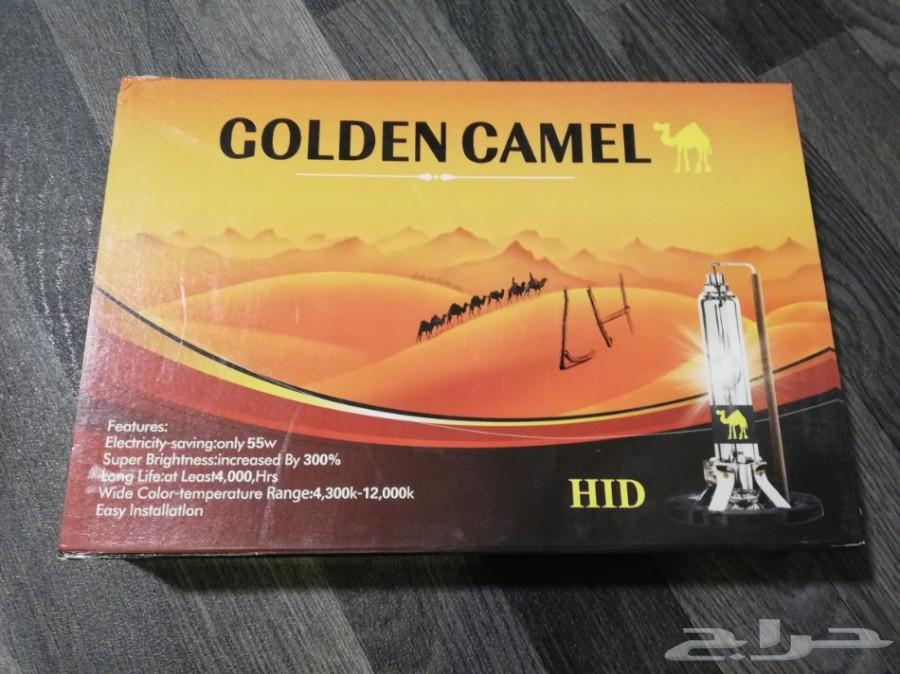 GOLDEN CAMEL
LH
Features:
Electricity-saving:only 55w
Super Brightness:increased By 300%
Long Life:at Least4,000,Hrs
Wide Color-temperature Range:4,300k-12,000k
Easy Installation
HID
حراج